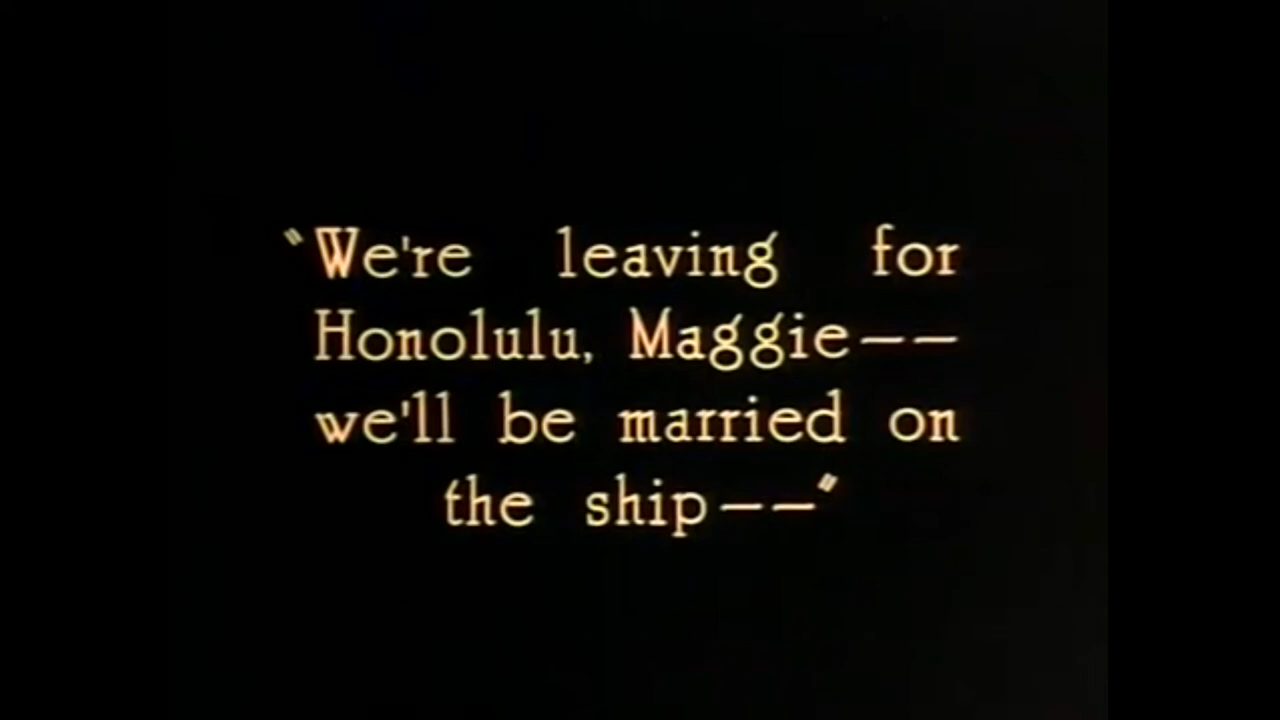 "We're leaving for
Honolulu, Maggie——
we'll be married on
the ship——"